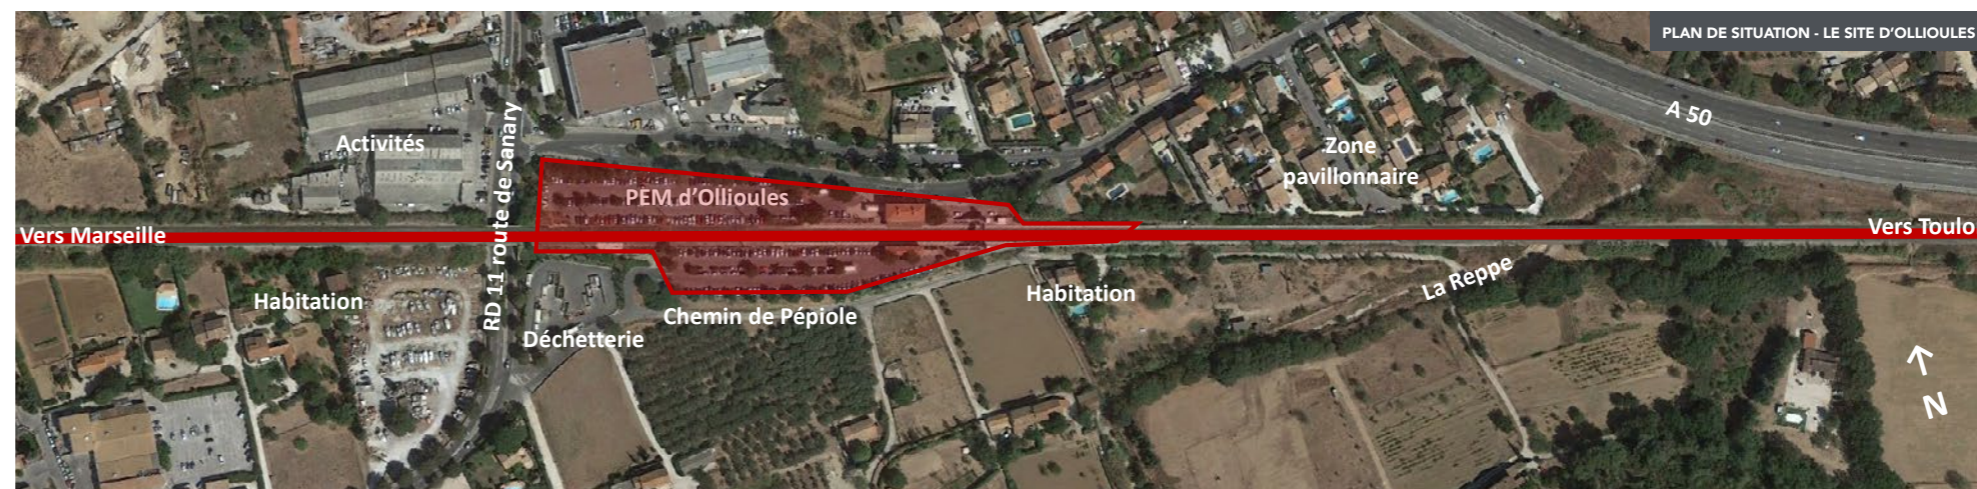 PLAN DE SITUATION - LE SITE D'OLLIOULES
A 50
Activités
RD 11 route de Sanary
Zone
pavillonnaire
PEM d'Ollioules
Vers Marseille
Vers Toulo
Habitation
Habitation
La Reppe
Chemin de Pépiole
Déchetterie
N